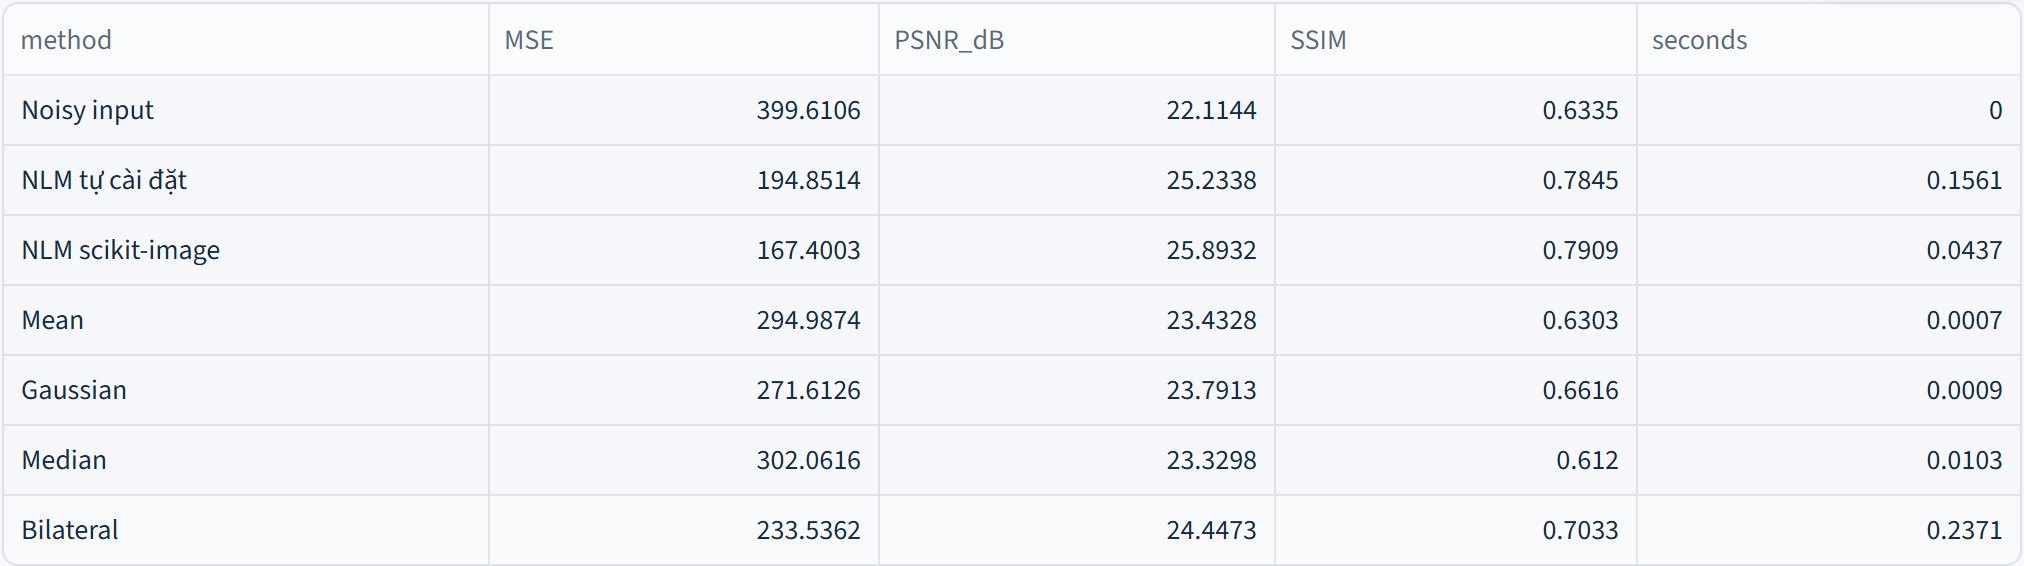 method MSE PSNR_dB SSIM seconds
Noisy input 399.6106 22.1144 0.6335 0
NLM tự cài đặt 194.8514 25.2338 0.7845 0.1561
NLM scikit-image 167.4003 25.8932 0.7909 0.0437
Mean 294.9874 23.4328 0.6303 0.0007
Gaussian 271.6126 23.7913 0.6616 0.0009
Median 302.0616 23.3298 0.612 0.0103
Bilateral 233.5362 24.4473 0.7033 0.2371